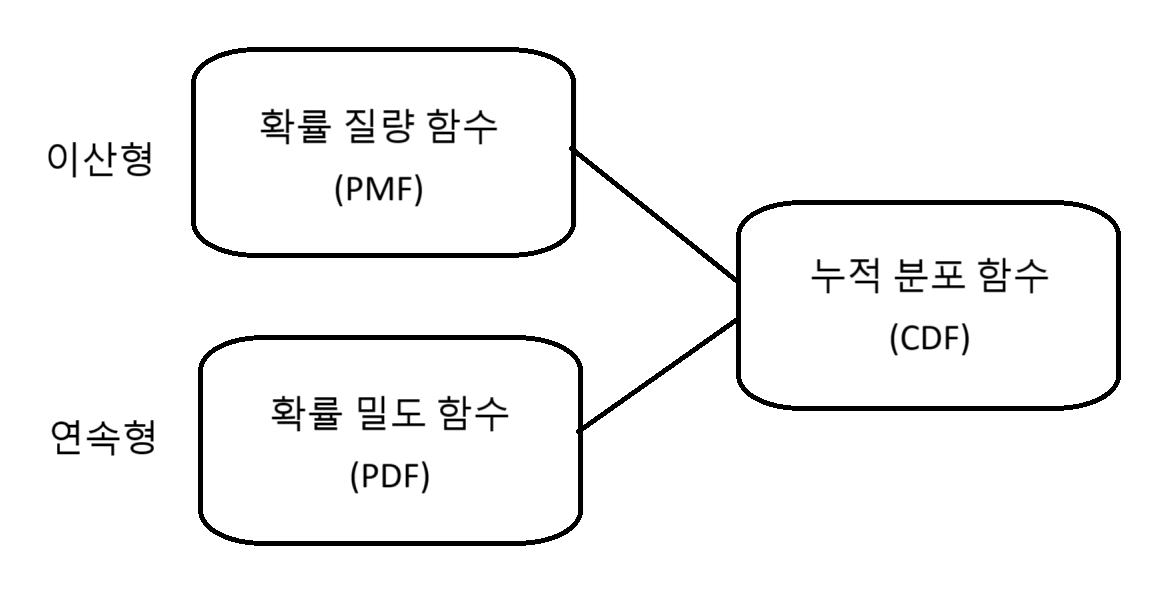 이산형
확률 질량 함수
(PMF)
누적 분포 함수
(CDF)
연속형
확률 밀도 함수
(PDF)